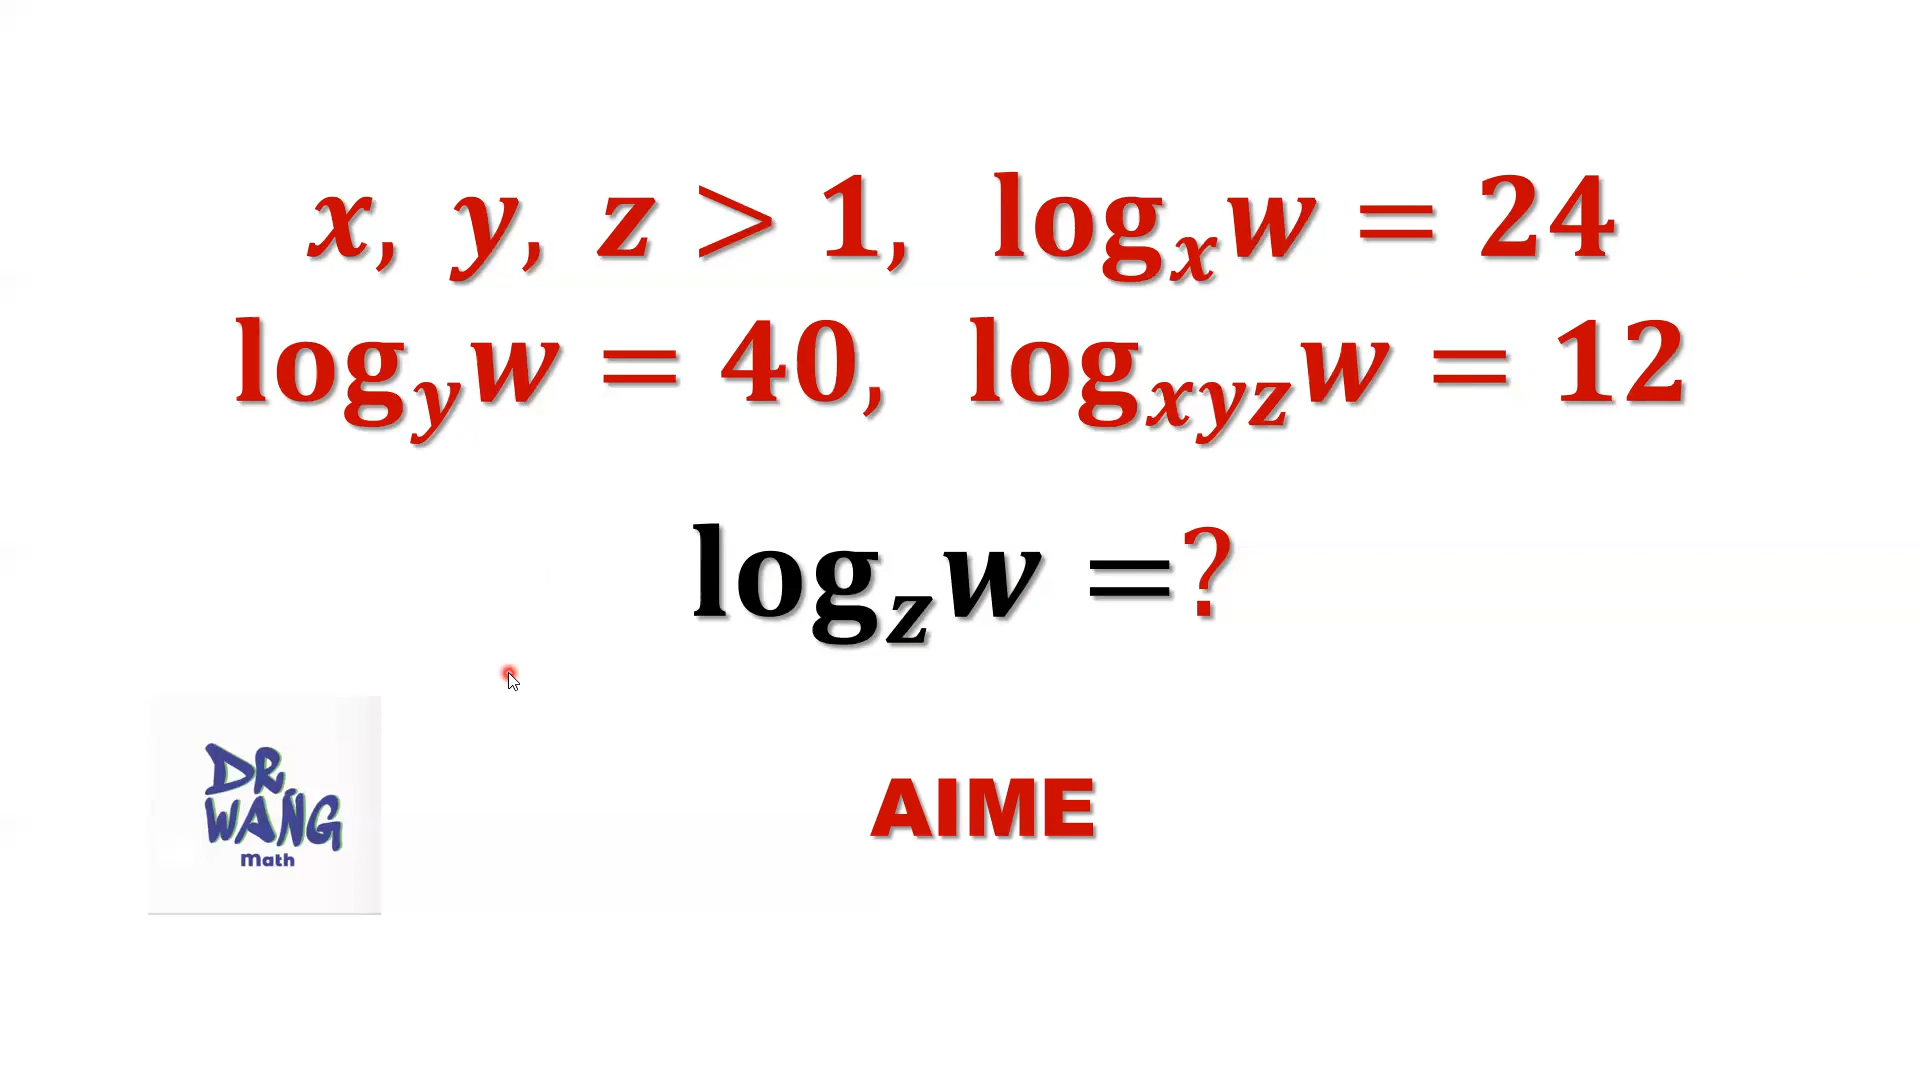 x, y, z > 1, log_x w = 24
log_y w = 40, log_xyz w = 12
log_z w =?
DR
WANG
Math
AIME